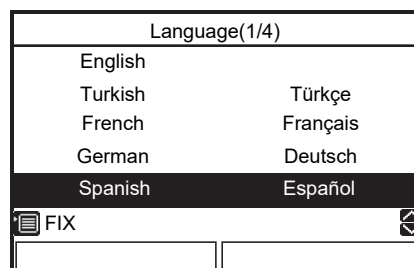 Language(1/4)
English
Turkish Türkçe
French Français
German Deutsch
Spanish Español
FIX